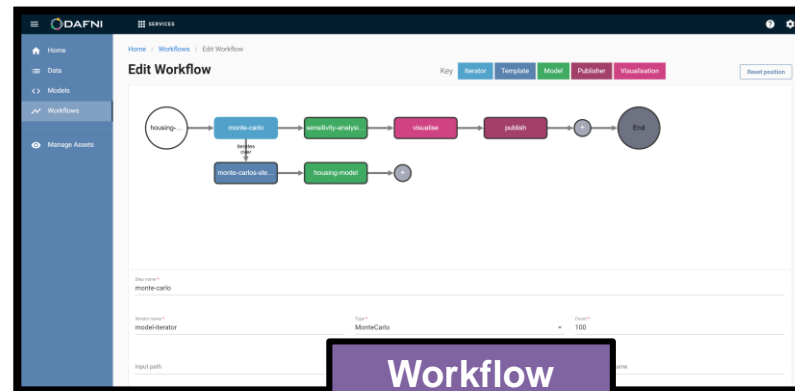 DAFNI
SERVICES
Home
Data
Models
Workflows
Manage Assets
Home / Workflows / Edit Workflow
Edit Workflow
Key Iterator Template Model Publisher Visualisation
Reset position
housing-...
monte-carlo
sensitivity-analysi...
visualise
publish
+
End
iterates
over
monte-carlos-ste...
housing-model
+
Step name *
monte-carlo
Iterator name *
model-iterator
Type *
MonteCarlo
Count *
100
Input path
Workflow